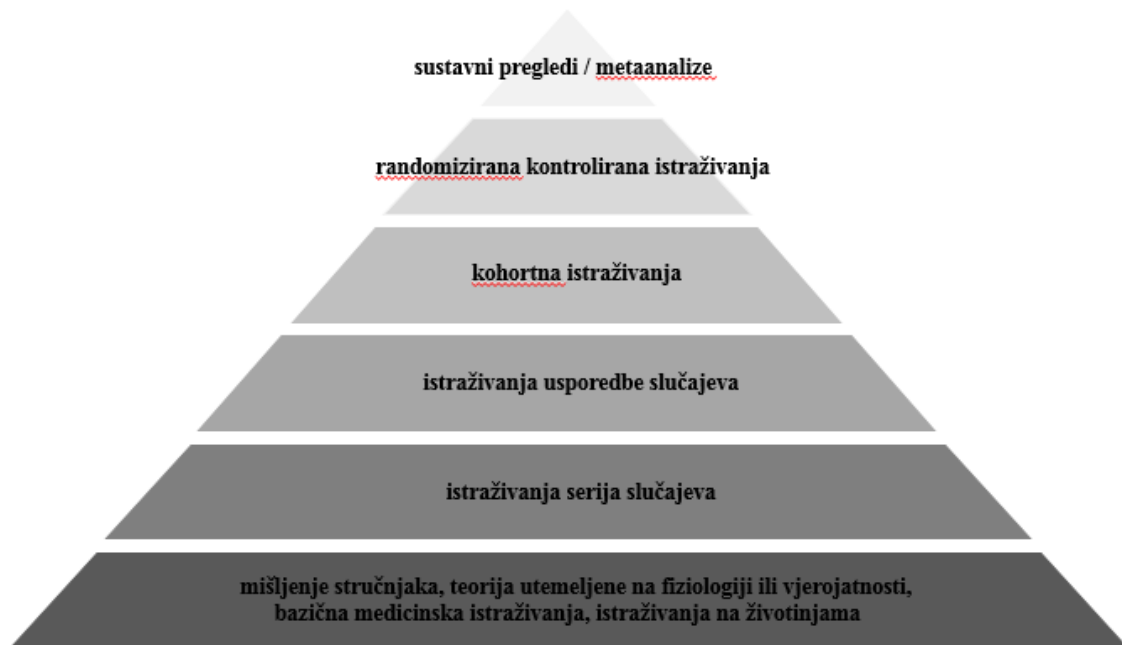 sustavni pregledi / metaanalize
randomizirana kontrolirana istraživanja
kohortna istraživanja
istraživanja usporedbe slučajeva
istraživanja serija slučajeva
mišljenje stručnjaka, teorija utemeljene na fiziologiji ili vjerojatnosti,
bazična medicinska istraživanja, istraživanja na životinjama